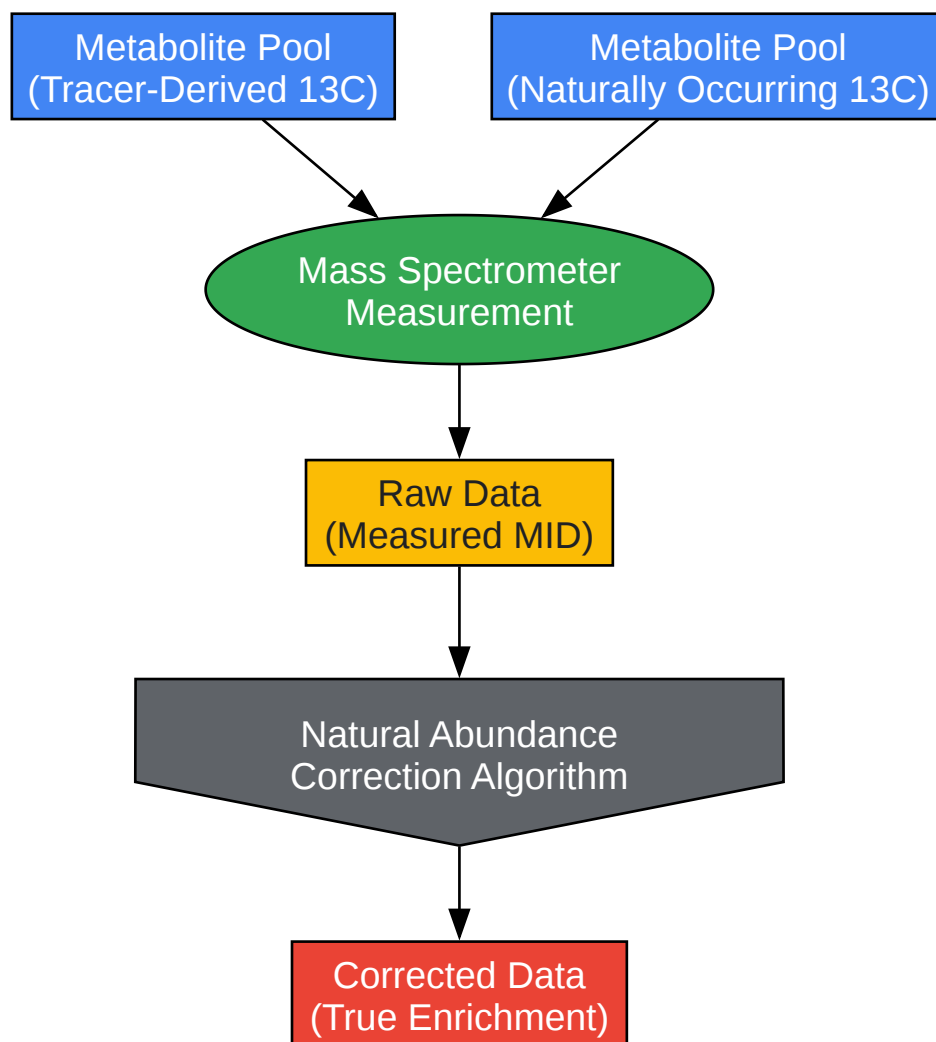 Metabolite Pool
(Tracer-Derived 13C)
Metabolite Pool
(Naturally Occurring 13C)
Mass Spectrometer
Measurement
Raw Data
(Measured MID)
Natural Abundance
Correction Algorithm
Corrected Data
(True Enrichment)